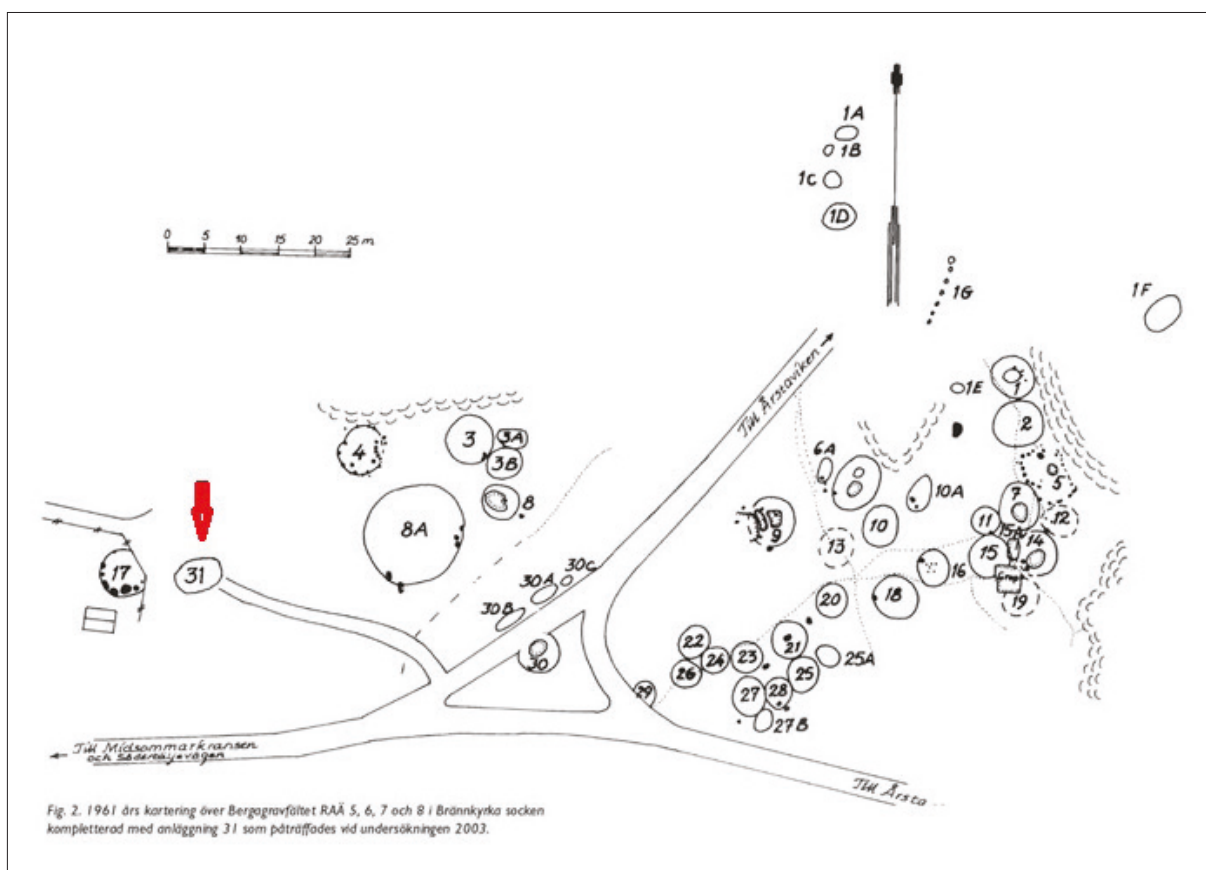 1A
1B
1C
1D
0 5 10 15 20 25 m.
1G
1F
Till Årstaviken
1
1E
2
3
3A
3B
4
6A
5
8
10A
7
8A
9
10
11
12
13
15A
14
15
17
31
30C
16
30A
19
18
20
30B
21
22
23
24
25A
30
26
25
27
28
29
27B
Till Midsommarkransen
och Södertäljevägen
Till Årsta
Fig. 2. 1961 års kartering över Bergagravfältet RAÄ 5, 6, 7 och 8 i Brännkyrka socken
kompletterad med anläggning 31 som påträffades vid undersökningen 2003.